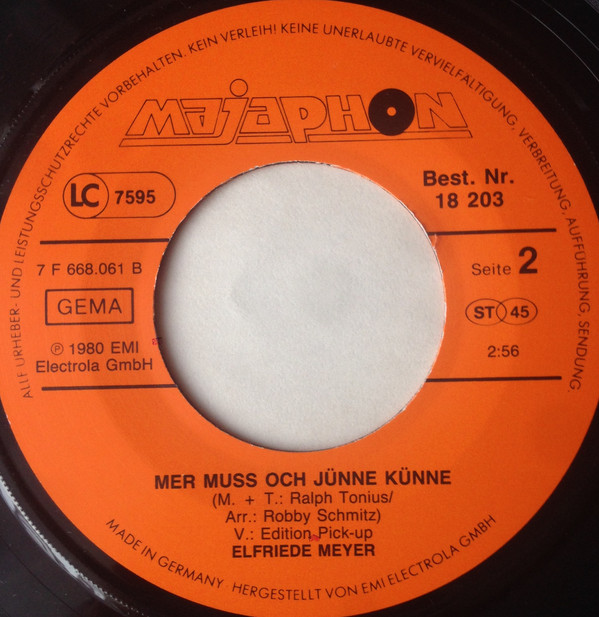 ALLE URHEBER- UND LEISTUNGSSCHUTZRECHTE VORBEHALTEN. KEIN VERLEIH! KEINE UNERLAUBTE VERVIELFÄLTIGUNG, VERBREITUNG, AUFFÜHRUNG, SENDUNG.
MAJAPHON
LC 7595
Best. Nr.
18 203
7 F 668.061 B
Seite 2
GEMA
ST 45
℗ 1980 EMI
Electrola GmbH
2:56
MER MUSS OCH JÜNNE KÜNNE
(M. + T.: Ralph Tonius/
Arr.: Robby Schmitz)
V.: Edition Pick-up
ELFRIEDE MEYER
MADE IN GERMANY · HERGESTELLT VON EMI ELECTROLA GMBH